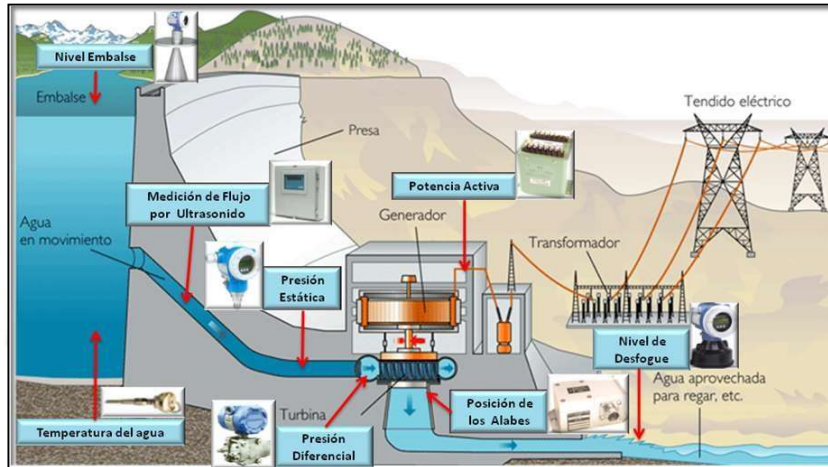 Nivel Embalse
Embalse
Presa
Tendido eléctrico
Medición de Flujo
por Ultrasonido
Potencia Activa
Generador
Agua
en movimiento
Transformador
Presión
Estática
Nivel de
Desfogue
Agua aprovechada
para regar, etc.
Turbina
Posición de
los Alabes
Temperatura del agua
Presión
Diferencial